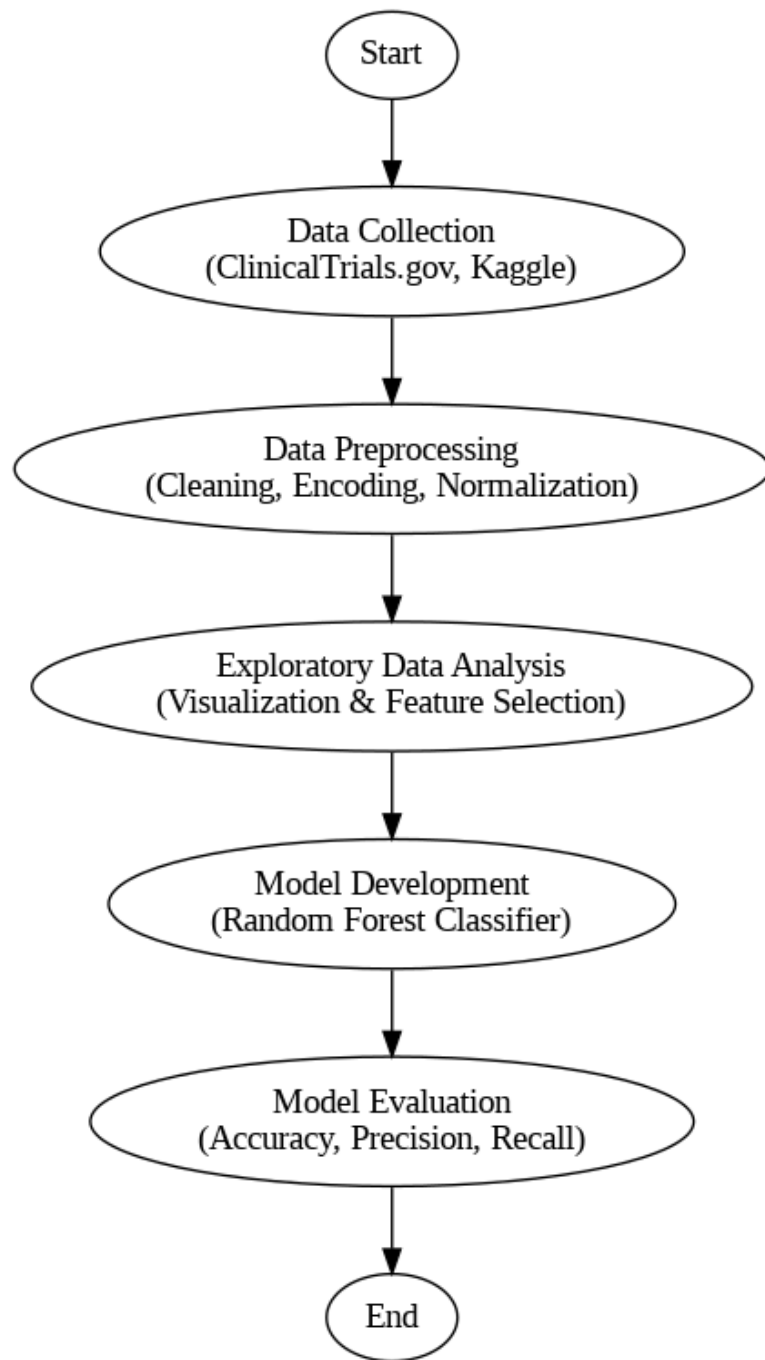 Start
Data Collection
(ClinicalTrials.gov, Kaggle)
Data Preprocessing
(Cleaning, Encoding, Normalization)
Exploratory Data Analysis
(Visualization & Feature Selection)
Model Development
(Random Forest Classifier)
Model Evaluation
(Accuracy, Precision, Recall)
End